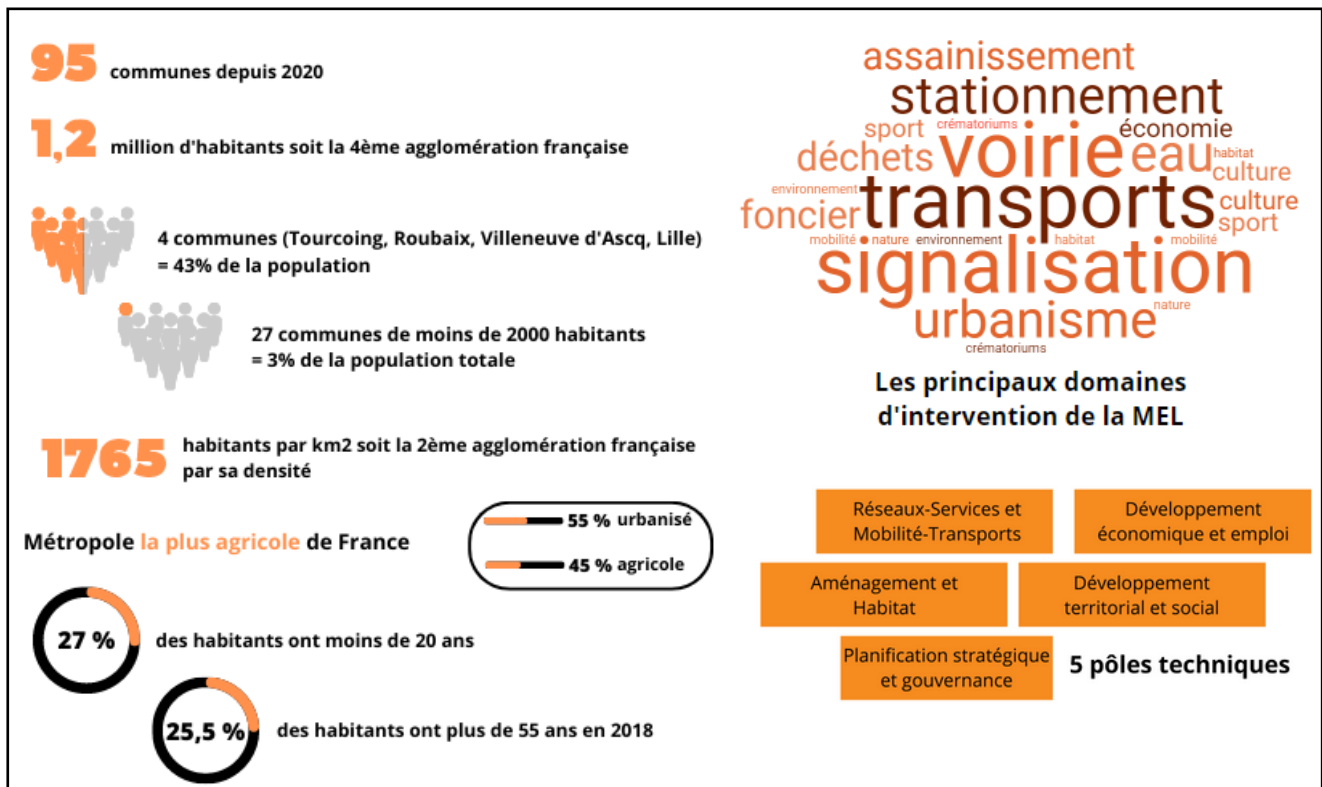 95 communes depuis 2020
1,2 million d'habitants soit la 4ème agglomération française
4 communes (Tourcoing, Roubaix, Villeneuve d'Ascq, Lille)
= 43% de la population
27 communes de moins de 2000 habitants
= 3% de la population totale
1765 habitants par km2 soit la 2ème agglomération française
par sa densité
Métropole la plus agricole de France
55 % urbanisé
45 % agricole
27 % des habitants ont moins de 20 ans
25,5 % des habitants ont plus de 55 ans en 2018
assainissement
stationnement
sport crématoriums économie
déchets voirie eau habitat
culture
environnement
foncier transports culture
sport
mobilité nature environnement habitat mobilité
signalisation
urbanisme nature
crématoriums
Les principaux domaines
d'intervention de la MEL
Réseaux-Services et
Mobilité-Transports
Développement
économique et emploi
Aménagement et
Habitat
Développement
territorial et social
Planification stratégique
et gouvernance
5 pôles techniques